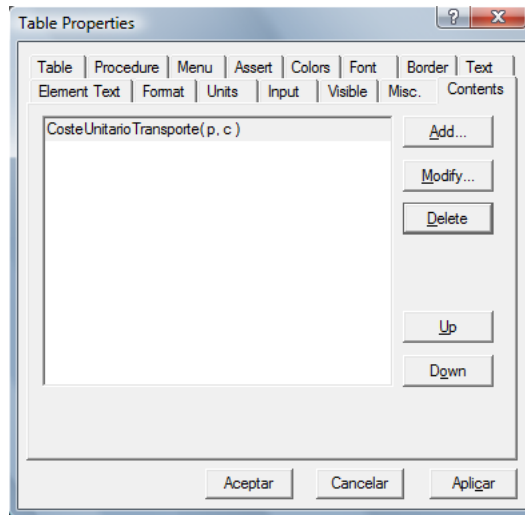 Table Properties
Table Procedure Menu Assert Colors Font Border Text
Element Text Format Units Input Visible Misc. Contents
CosteUnitarioTransporte( p, c )
Add...
Modify...
Delete
Up
Down
Aceptar Cancelar Aplicar